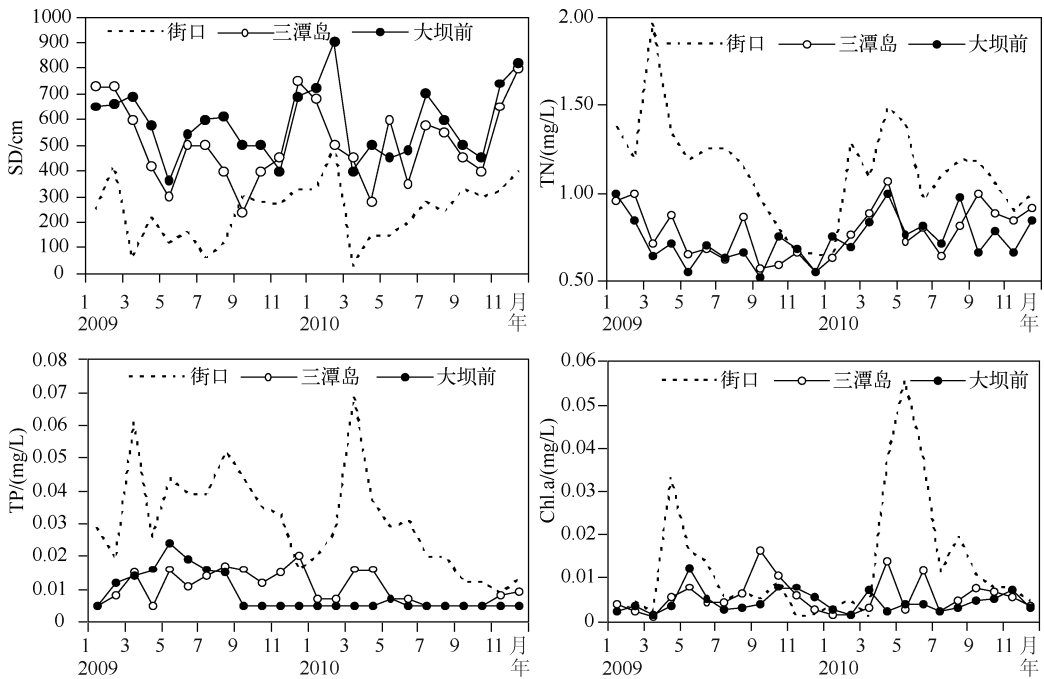 1000
900
800
700
600
500
400
300
200
100
0
SD/cm
街口 三潭岛 大坝前
1 3 5 7 9 11 1 3 5 7 9 11 月
2009 2010 年
2.00
1.50
1.00
0.50
TN/(mg/L)
街口 三潭岛 大坝前
1 3 5 7 9 11 1 3 5 7 9 11 月
2009 2010 年
0.08
0.07
0.06
0.05
0.04
0.03
0.02
0.01
0
TP/(mg/L)
街口 三潭岛 大坝前
1 3 5 7 9 11 1 3 5 7 9 11 月
2009 2010 年
0.06
0.05
0.04
0.03
0.02
0.01
0
Chl.a/(mg/L)
街口 三潭岛 大坝前
1 3 5 7 9 11 1 3 5 7 9 11 月
2009 2010 年